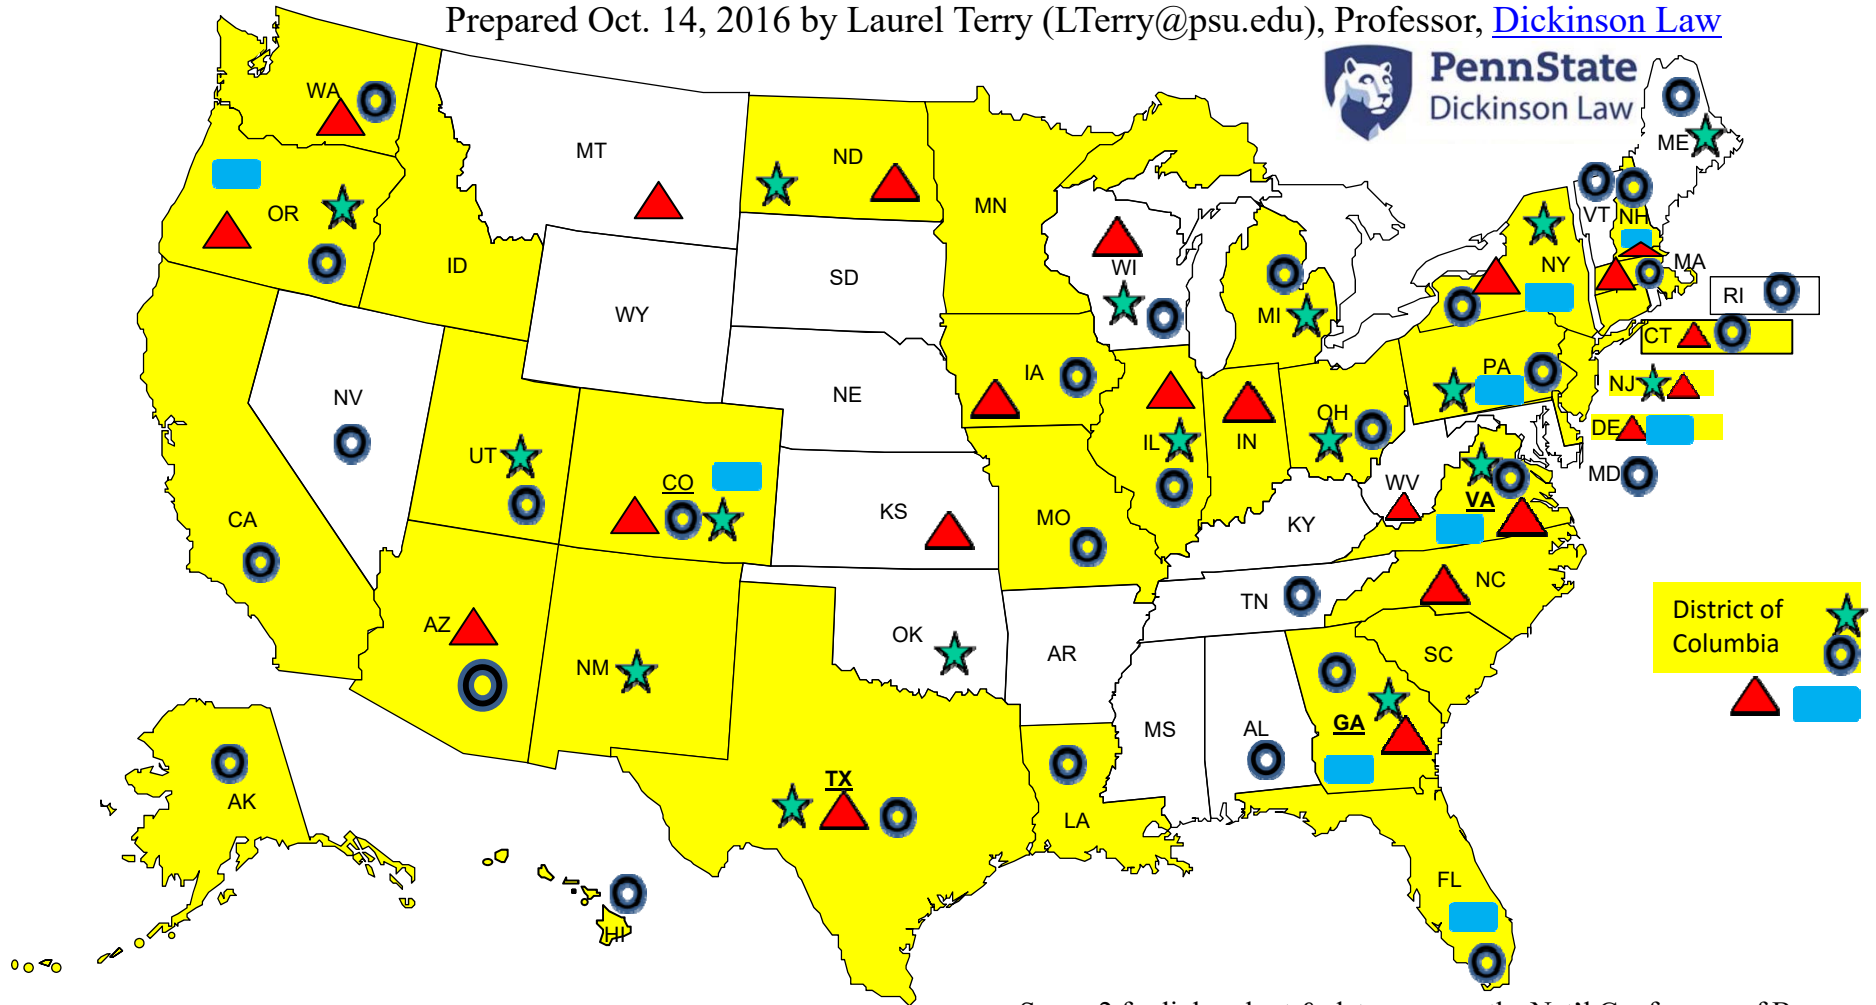 Prepared Oct. 14, 2016 by Laurel Terry (LTerry@psu.edu), Professor, Dickinson Law
PennState
Dickinson Law
WA
MT
ND
MN
ME
OR
ID
SD
WI
MI
NY
VT
NH
MA
RI
CT
WY
NV
UT
CO
NE
IA
IL
IN
OH
PA
NJ
DE
MD
CA
KS
MO
KY
WV
VA
AZ
NM
OK
AR
TN
NC
SC
District of
Columbia
MS
AL
GA
AK
HI
TX
LA
FL